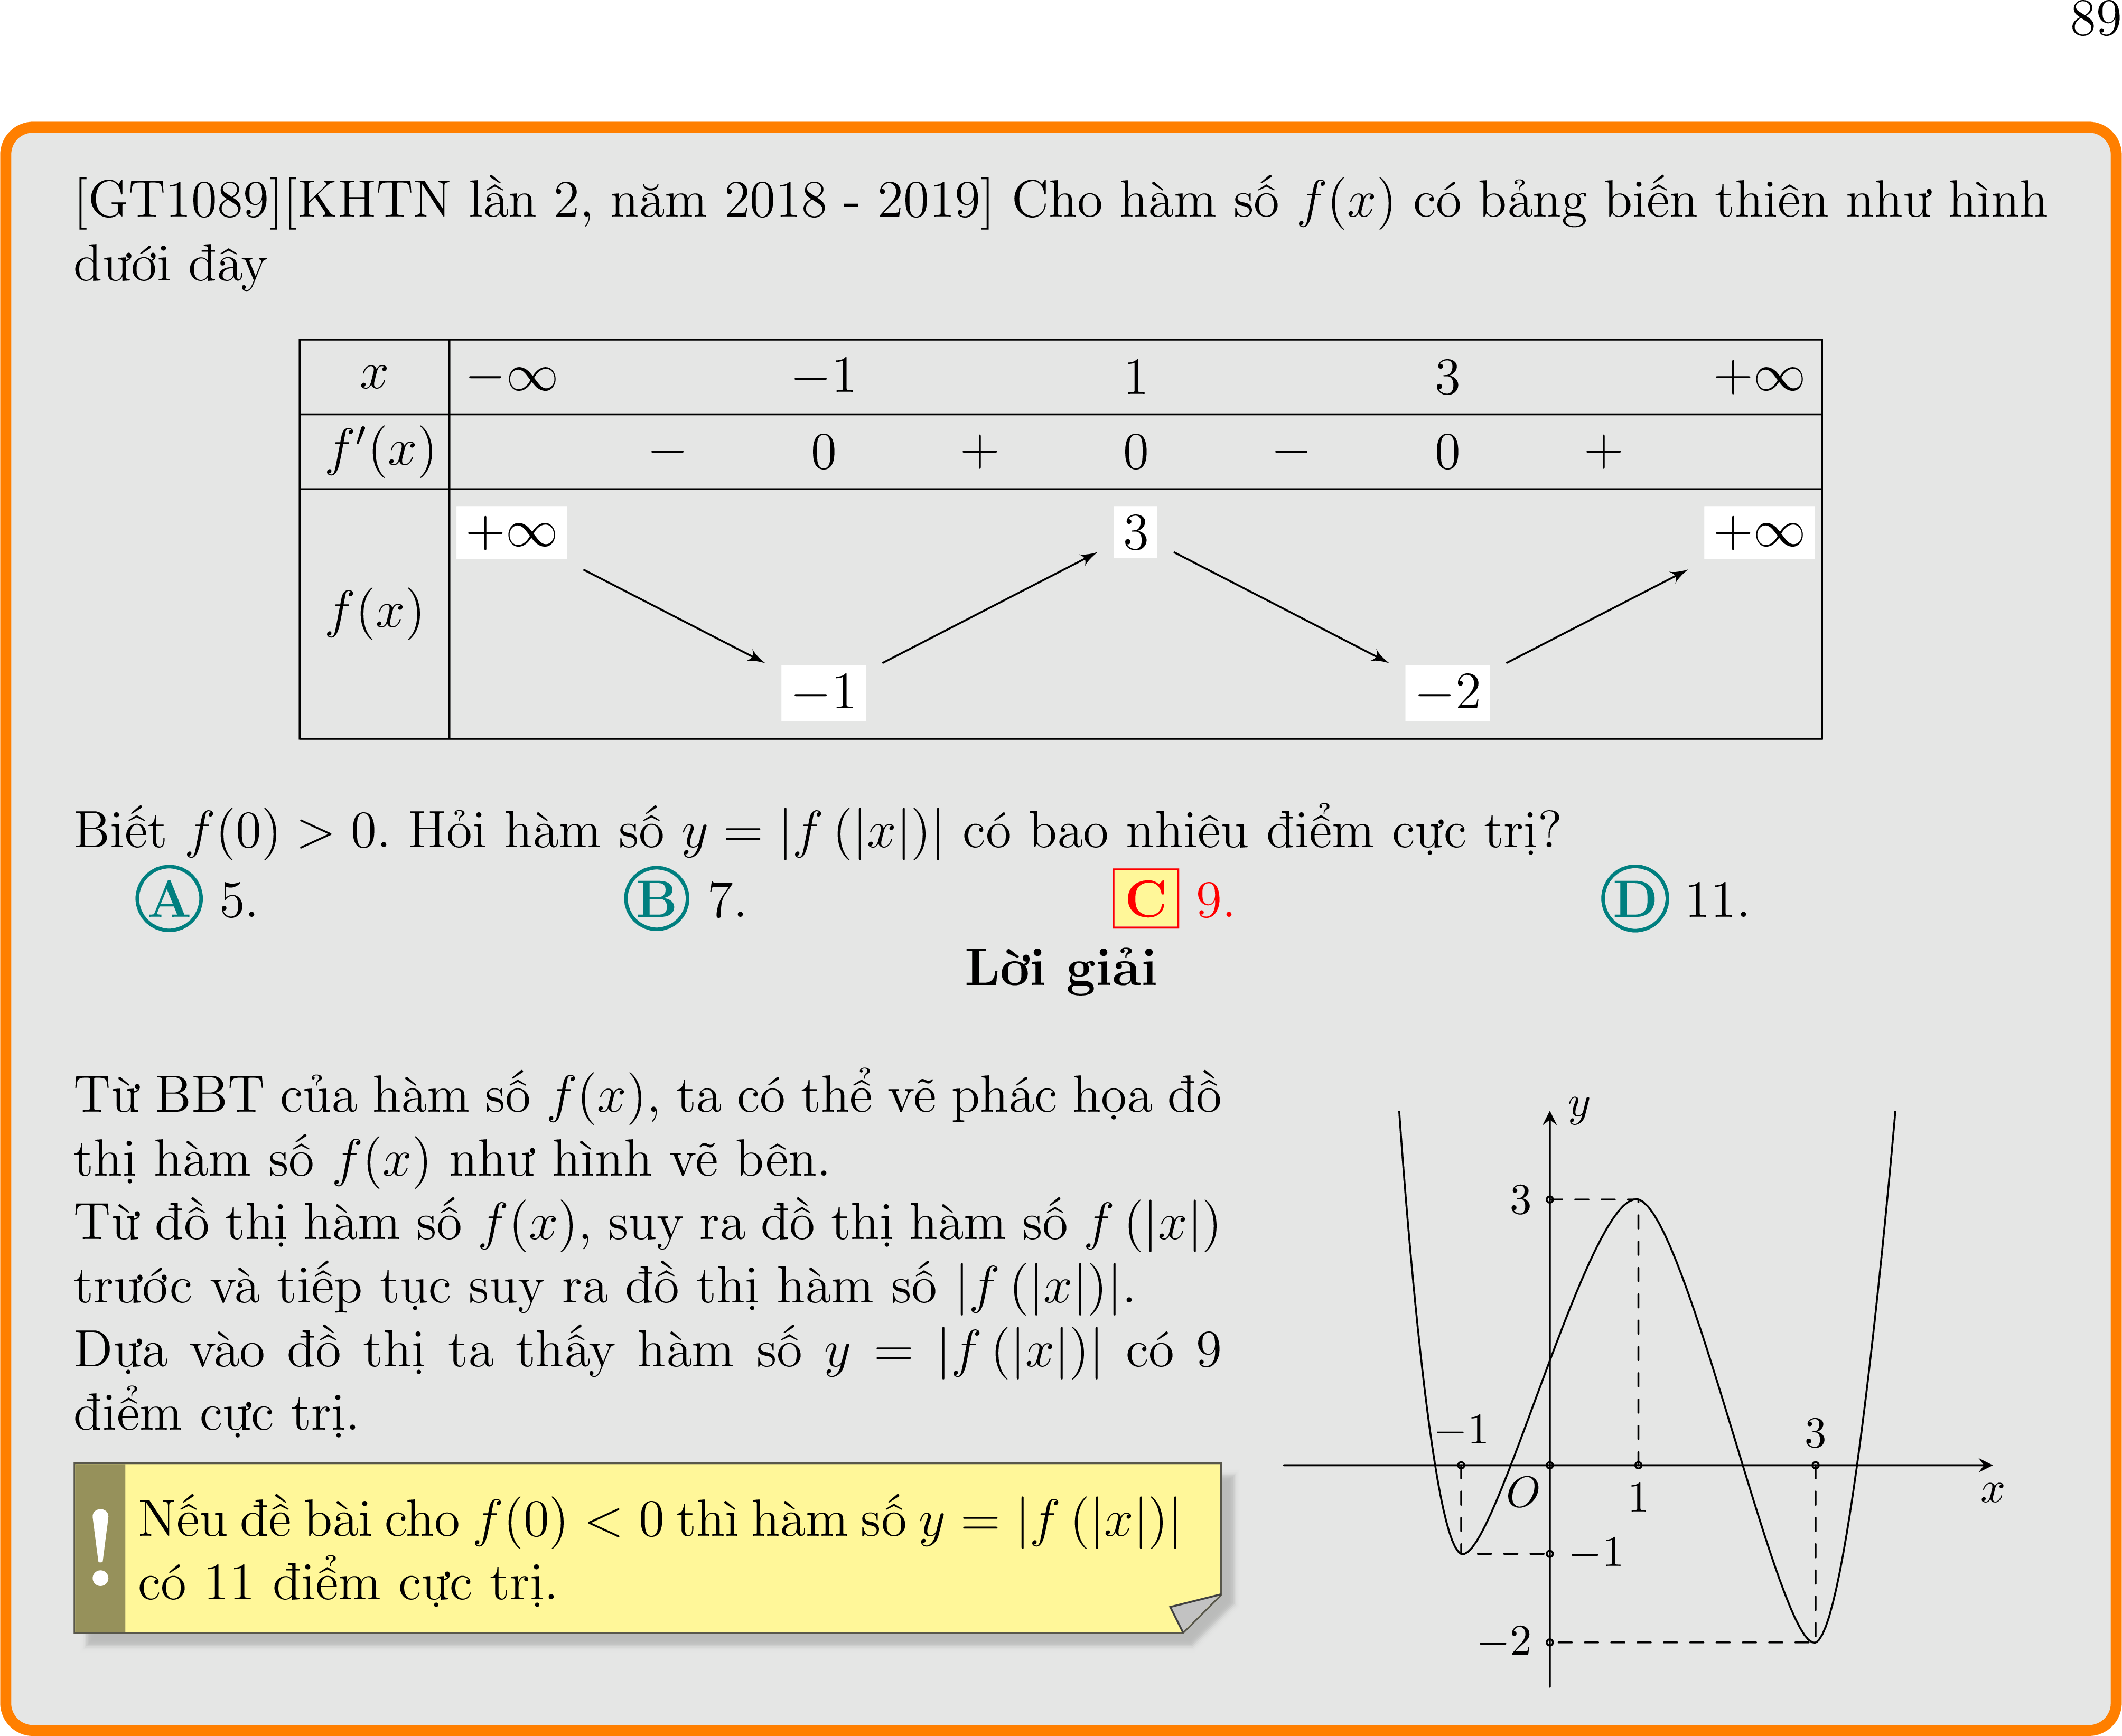 89
[GT1089][KHTN lần 2, năm 2018 - 2019] Cho hàm số f(x) có bảng biến thiên như hình
dưới đây
x −∞ −1 1 3 +∞
f′(x) − 0 + 0 − 0 +
+∞ 3 +∞
f(x)
−1 −2
Biết f(0) > 0. Hỏi hàm số y = |f (|x|)| có bao nhiêu điểm cực trị?
A 5. B 7. C 9. D 11.
Lời giải
Từ BBT của hàm số f(x), ta có thể vẽ phác họa đồ
thị hàm số f(x) như hình vẽ bên.
Từ đồ thị hàm số f(x), suy ra đồ thị hàm số f (|x|)
trước và tiếp tục suy ra đồ thị hàm số |f (|x|)|.
Dựa vào đồ thị ta thấy hàm số y = |f (|x|)| có 9
điểm cực trị.
! Nếu đề bài cho f(0) < 0 thì hàm số y = |f (|x|)|
có 11 điểm cực trị.
y
3
−1 3
O 1 x
−1
−2